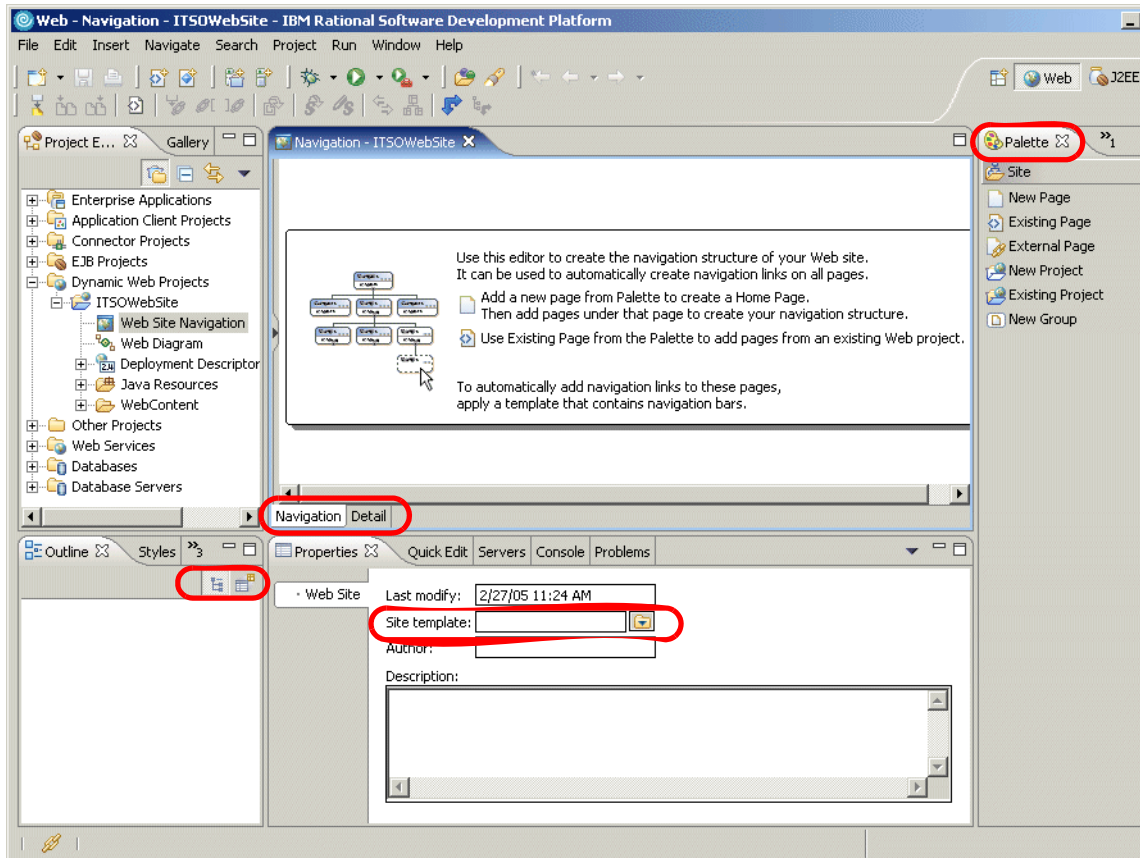 Web - Navigation - ITSOWebSite - IBM Rational Software Development Platform
File Edit Insert Navigate Search Project Run Window Help
Web J2EE
Project E... Gallery
Enterprise Applications
Application Client Projects
Connector Projects
EJB Projects
Dynamic Web Projects
ITSOWebSite
Web Site Navigation
Web Diagram
Deployment Descriptor
Java Resources
WebContent
Other Projects
Web Services
Databases
Database Servers
Navigation - ITSOWebSite
Use this editor to create the navigation structure of your Web site.
It can be used to automatically create navigation links on all pages.
Add a new page from Palette to create a Home Page.
Then add pages under that page to create your navigation structure.
Use Existing Page from the Palette to add pages from an existing Web project.
To automatically add navigation links to these pages,
apply a template that contains navigation bars.
Navigation Detail
Palette »1
Site
New Page
Existing Page
External Page
New Project
Existing Project
New Group
Outline Styles »3
Properties Quick Edit Servers Console Problems
Web Site
Last modify: 2/27/05 11:24 AM
Site template:
Author:
Description: